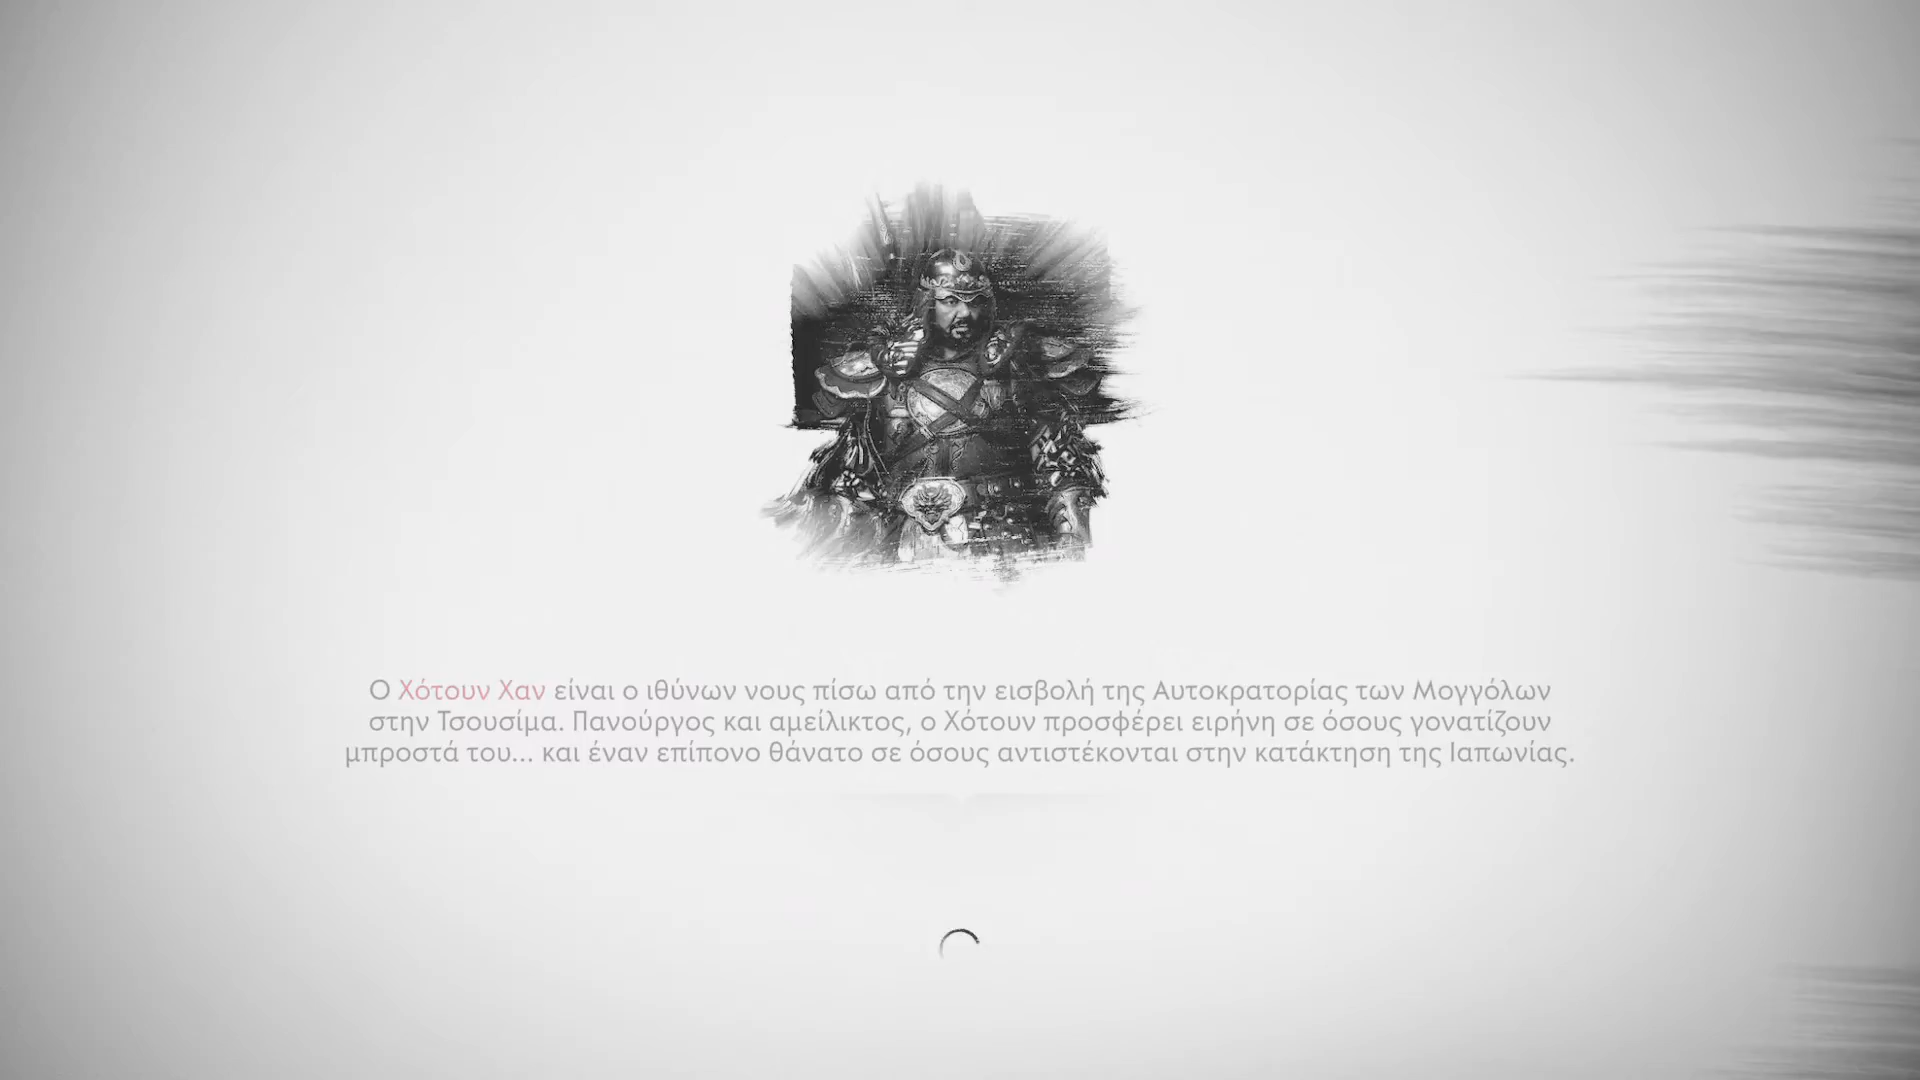 Ο Χότουν Χαν είναι ο ιθύνων νους πίσω από την εισβολή της Αυτοκρατορίας των Μογγόλων
στην Τσουσίμα. Πανούργος και αμείλικτος, ο Χότουν προσφέρει ειρήνη σε όσους γονατίζουν
μπροστά του... και έναν επίπονο θάνατο σε όσους αντιστέκονται στην κατάκτηση της Ιαπωνίας.